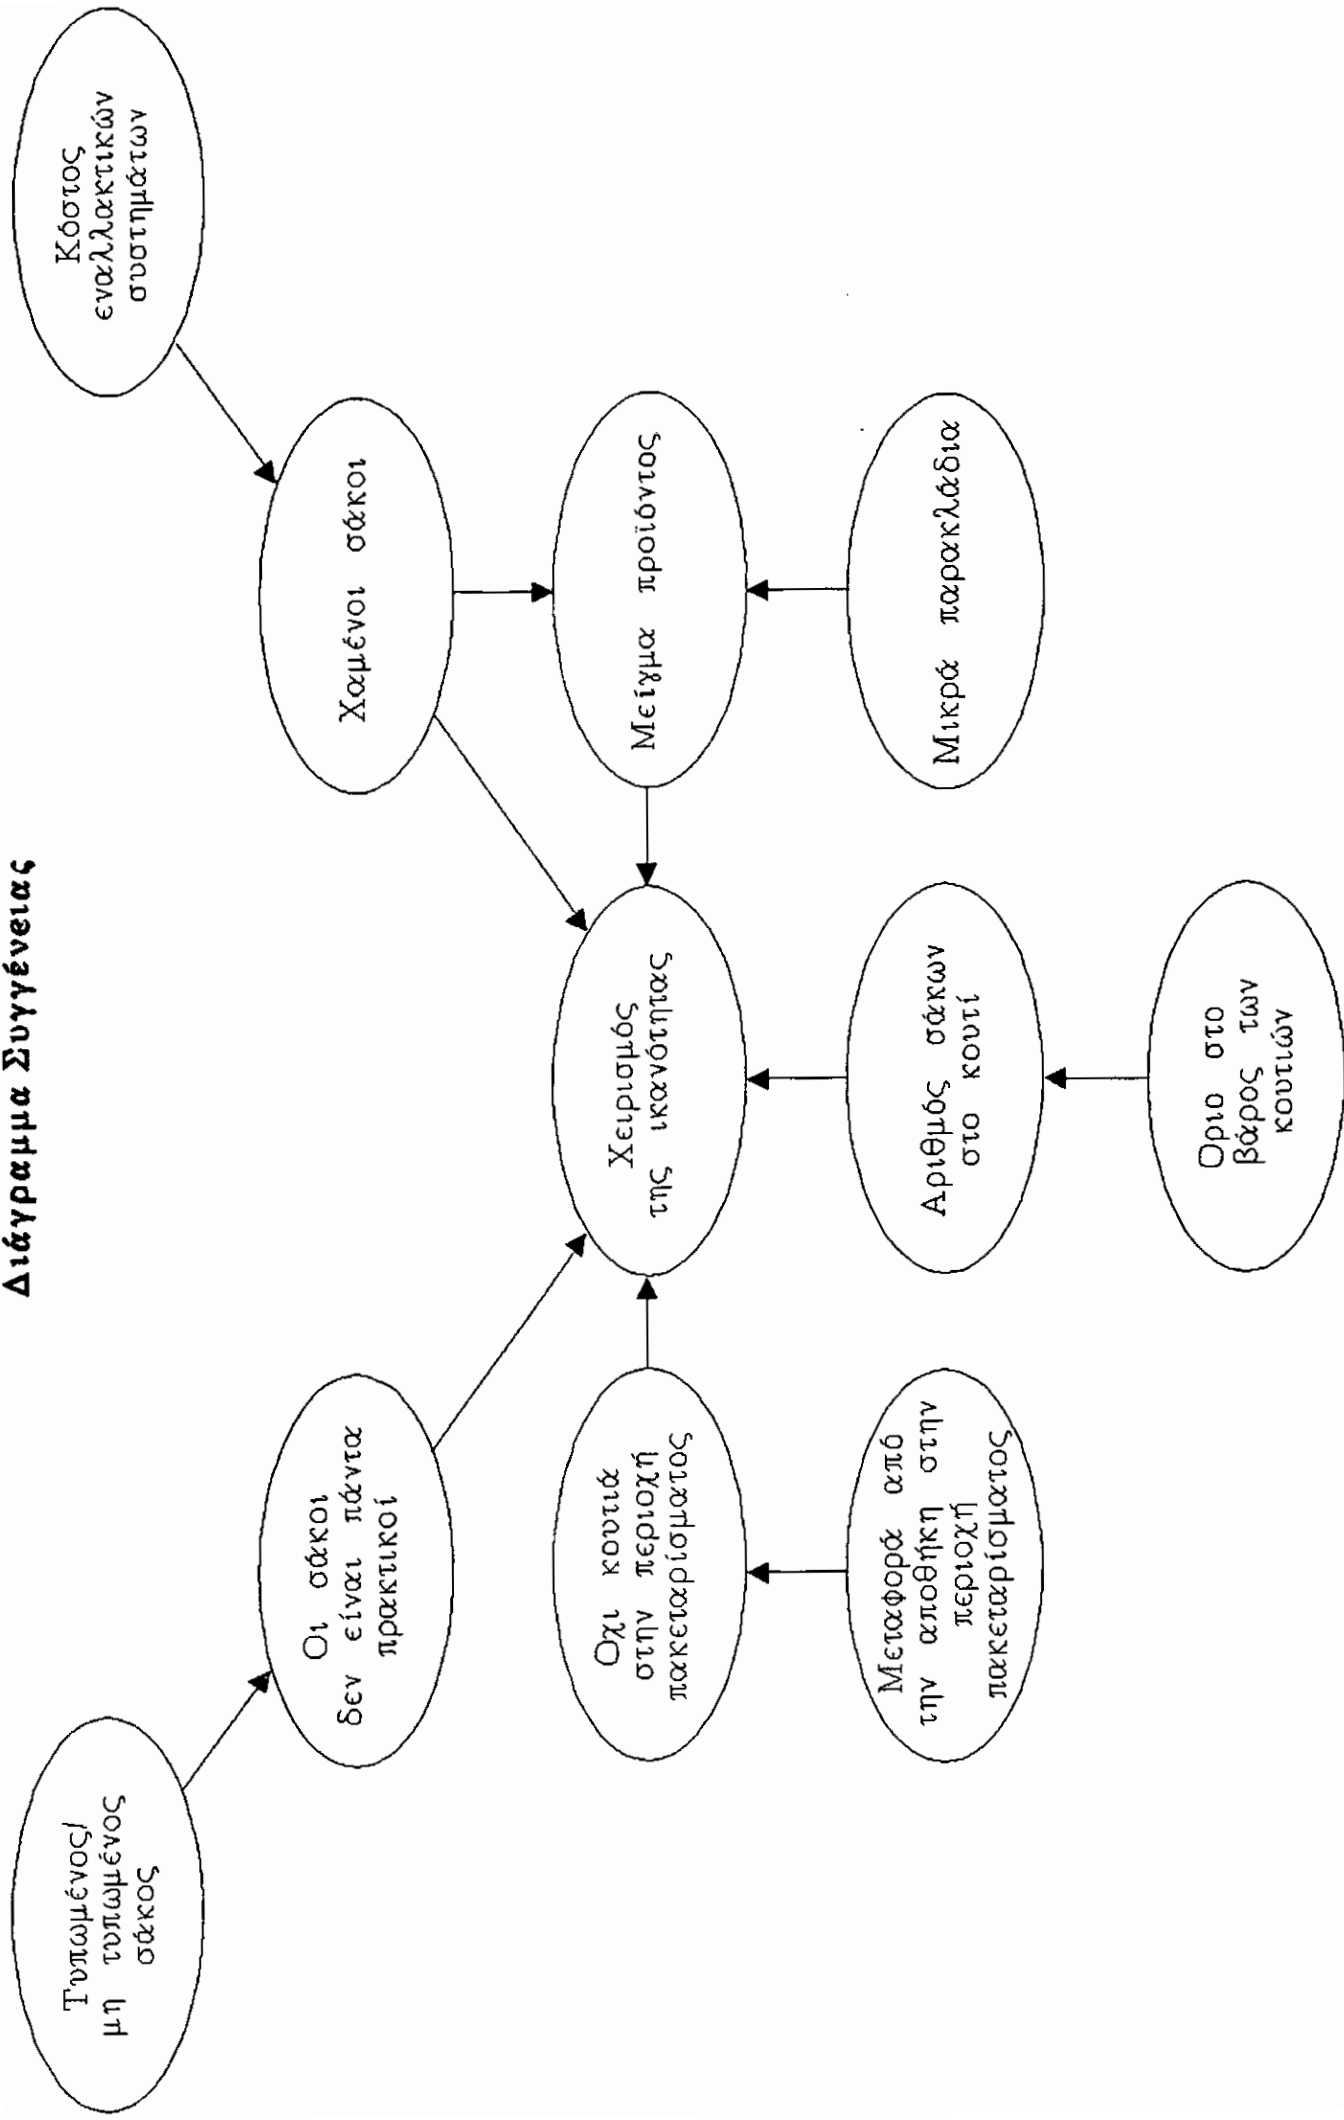 Διάγραμμα Συγγένειας
Τυπωμένος/
μη τυπωμένος
σάκος
Κόστος
εναλλακτικών
συστημάτων
Οι σάκοι
δεν είναι πάντα
πρακτικοί
Χαμένοι σάκοι
Οχι κουτιά
στην περιοχή
πακεταρίσματος
Χειρισμός
της ικανότητας
Μείγμα προϊόντος
Μεταφορά από
την αποθήκη στην
περιοχή
πακεταρίσματος
Αριθμός σάκων
στο κουτί
Μικρά παρακλάδια
Οριο στο
βάρος των
κουτιών